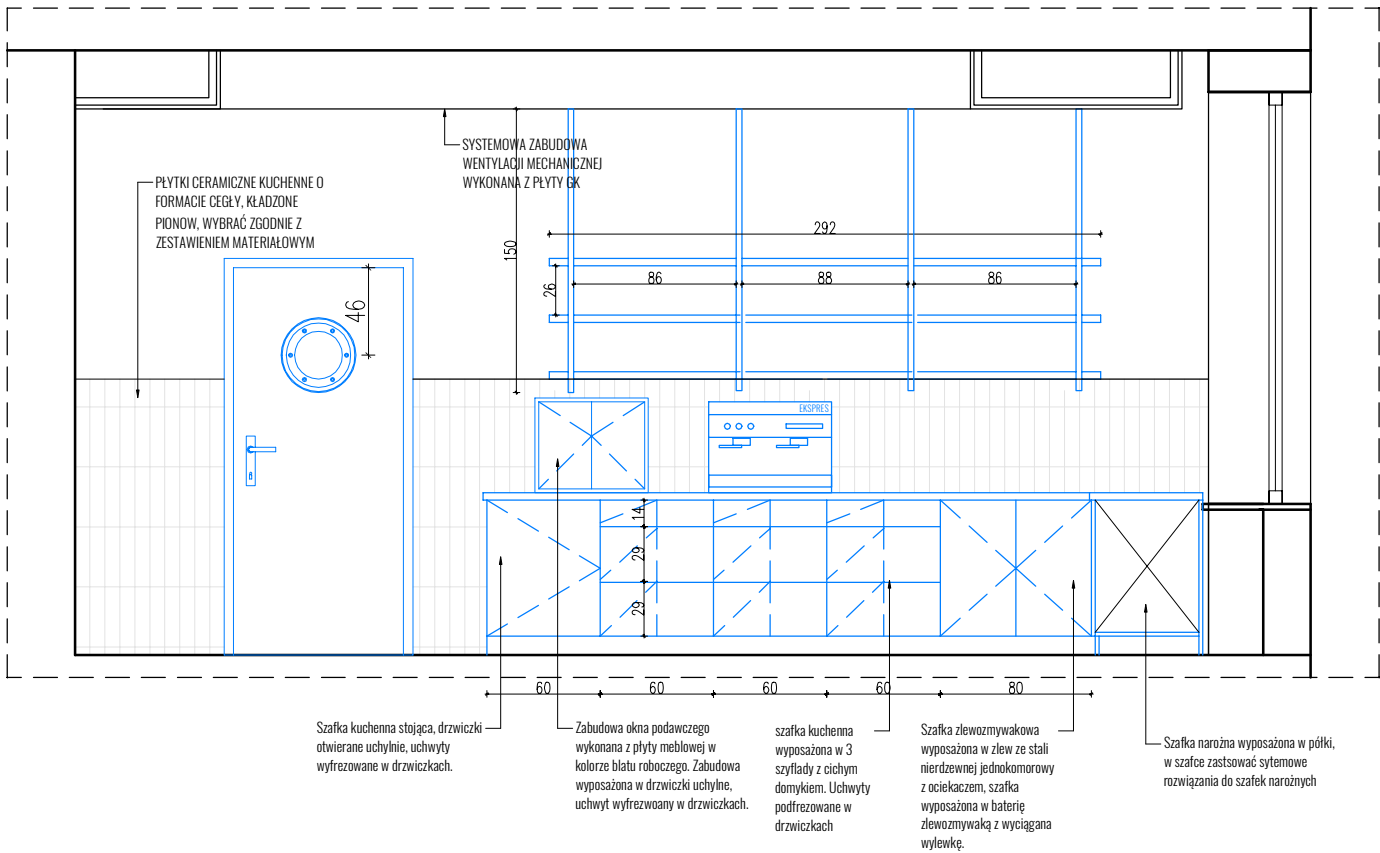 SYSTEMOWA ZABUDOWA
WENTYLACJI MECHANICZNEJ
WYKONANA Z PŁYTY GK
PŁYTKI CERAMICZNE KUCHENNE O
FORMACIE CEGŁY, KŁADZONE
PIONOW, WYBRAĆ ZGODNIE Z
ZESTAWIENIEM MATERIAŁOWYM
150
292
86
88
86
26
46
EKSPRES
14
29
29
60
60
60
60
80
Szafka kuchenna stojąca, drzwiczki
otwierane uchylnie, uchwyty
wyfrezowane w drzwiczkach.
Zabudowa okna podawczego
wykonana z płyty meblowej w
kolorze blatu roboczego. Zabudowa
wyposażona w drzwiczki uchylne,
uchwyt wyfrezwoany w drzwiczkach.
szafka kuchenna
wyposażona w 3
szyflady z cichym
domykiem. Uchwyty
podfrezowane w
drzwiczkach
Szafka zlewozmywakowa
wyposażona w zlew ze stali
nierdzewnej jednokomorowy
z ociekaczem, szafka
wyposażona w baterię
zlewozmywaką z wyciągana
wylewkę.
Szafka narożna wyposażona w półki,
w szafce zastsować sytemowe
rozwiązania do szafek narożnych